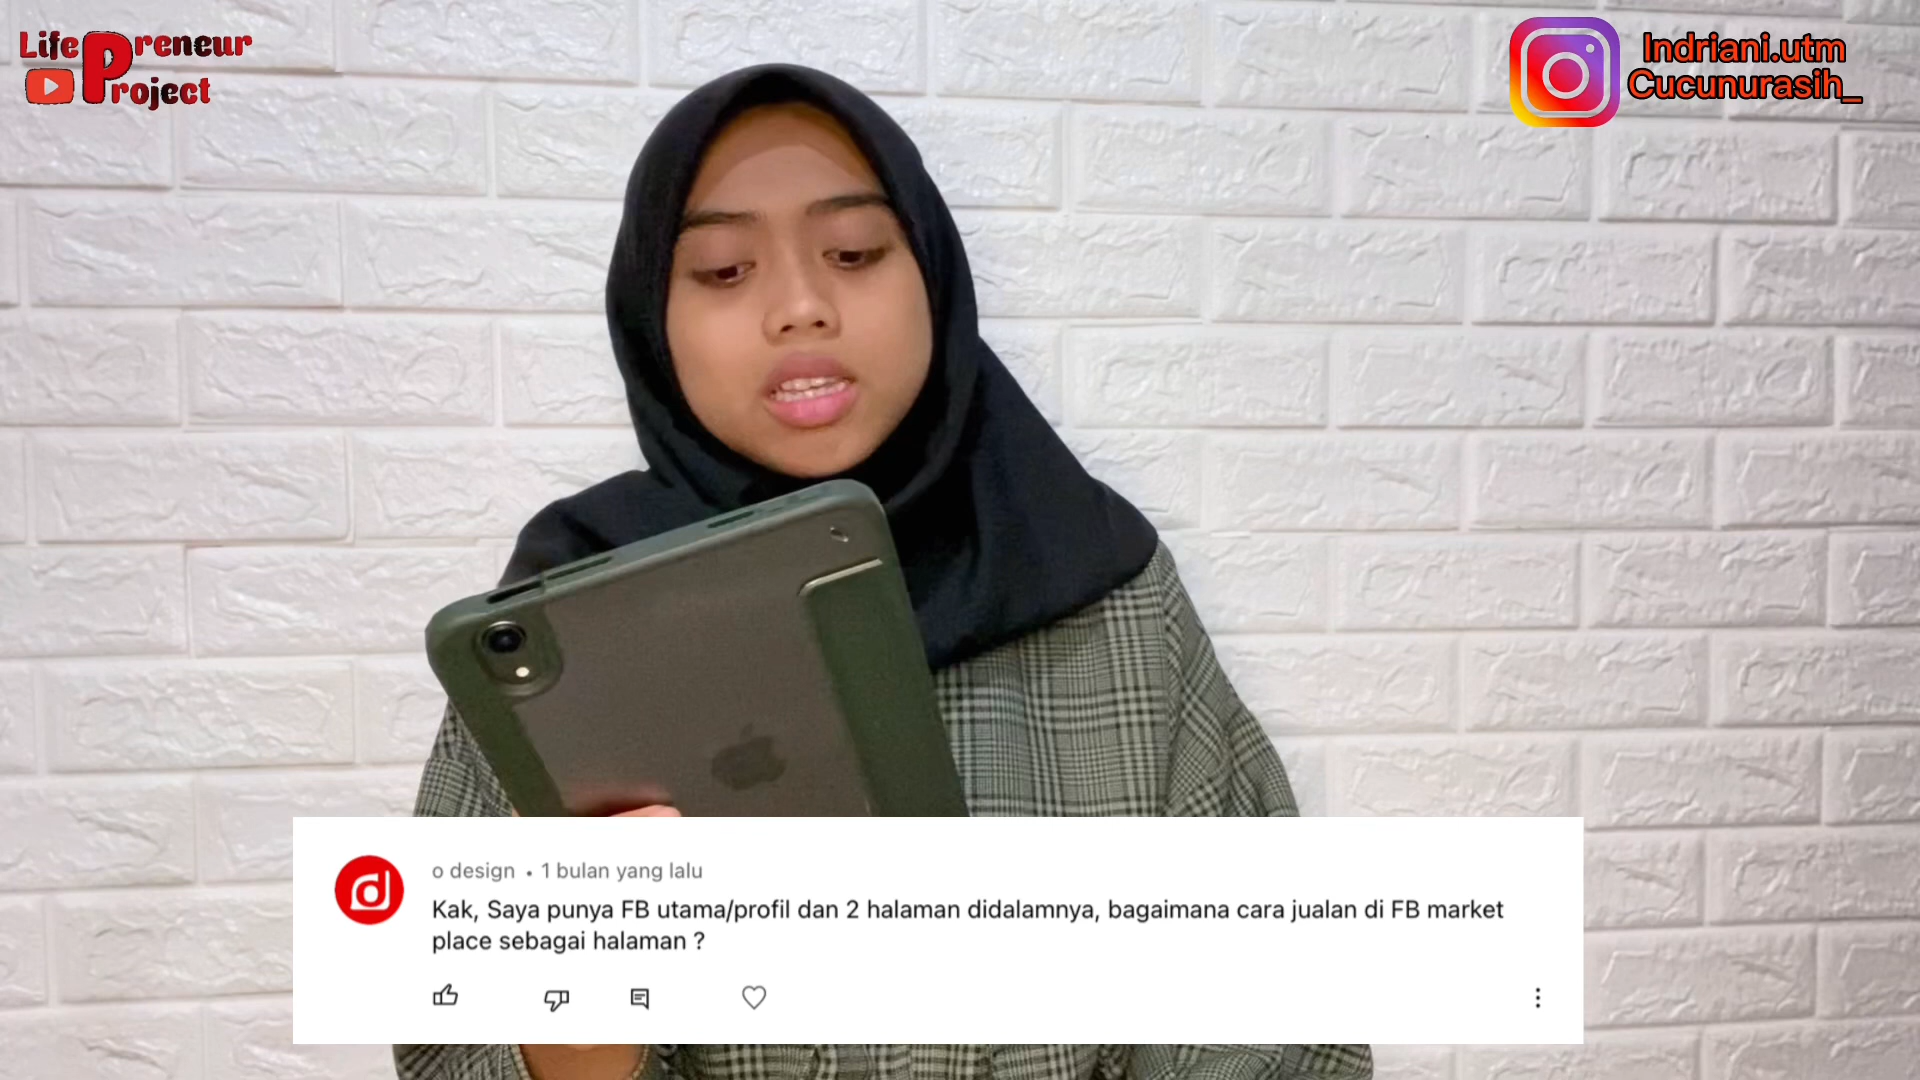 Life Preneur
Project
Indriani.utm
Cucunurasih_
o design • 1 bulan yang lalu
Kak, Saya punya FB utama/profil dan 2 halaman didalamnya, bagaimana cara jualan di FB market
place sebagai halaman ?